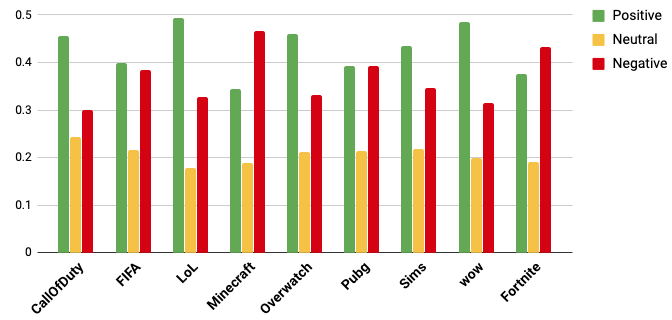 0.5
0.4
0.3
0.2
0.1
0
CallOfDuty
FIFA
LoL
Minecraft
Overwatch
Pubg
Sims
wow
Fortnite
Positive
Neutral
Negative